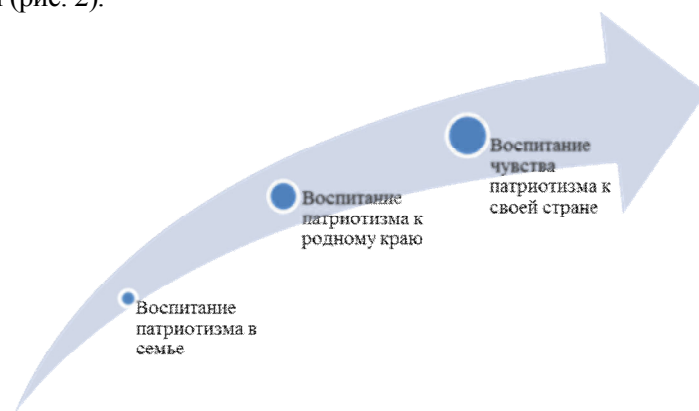 (рис. 2).
Воспитание
чувства
патриотизма к
своей стране
Воспитание
патриотизма к
родному краю
Воспитание
патриотизма в
семье